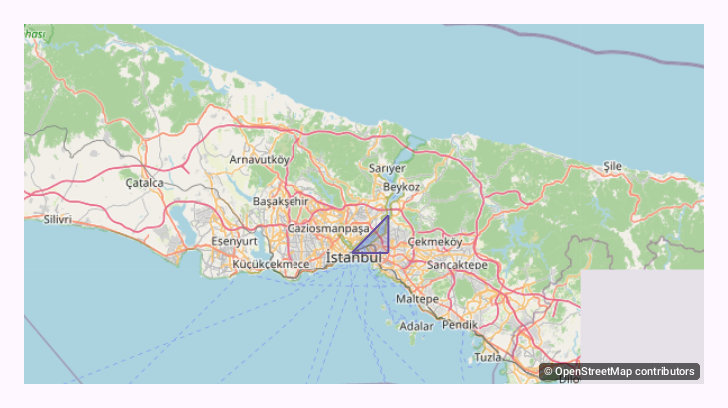 hası
Sarıyer
Şile
Arnavutköy
Çatalca
Beykoz
Başakşehir
Silivri
Gaziosmanpaşa
Esenyurt
Çekmeköy
İstanbul
Küçükçekmece
Sancaktepe
Maltepe
Adalar
Pendik
Tuzla
© OpenStreetMap contributors